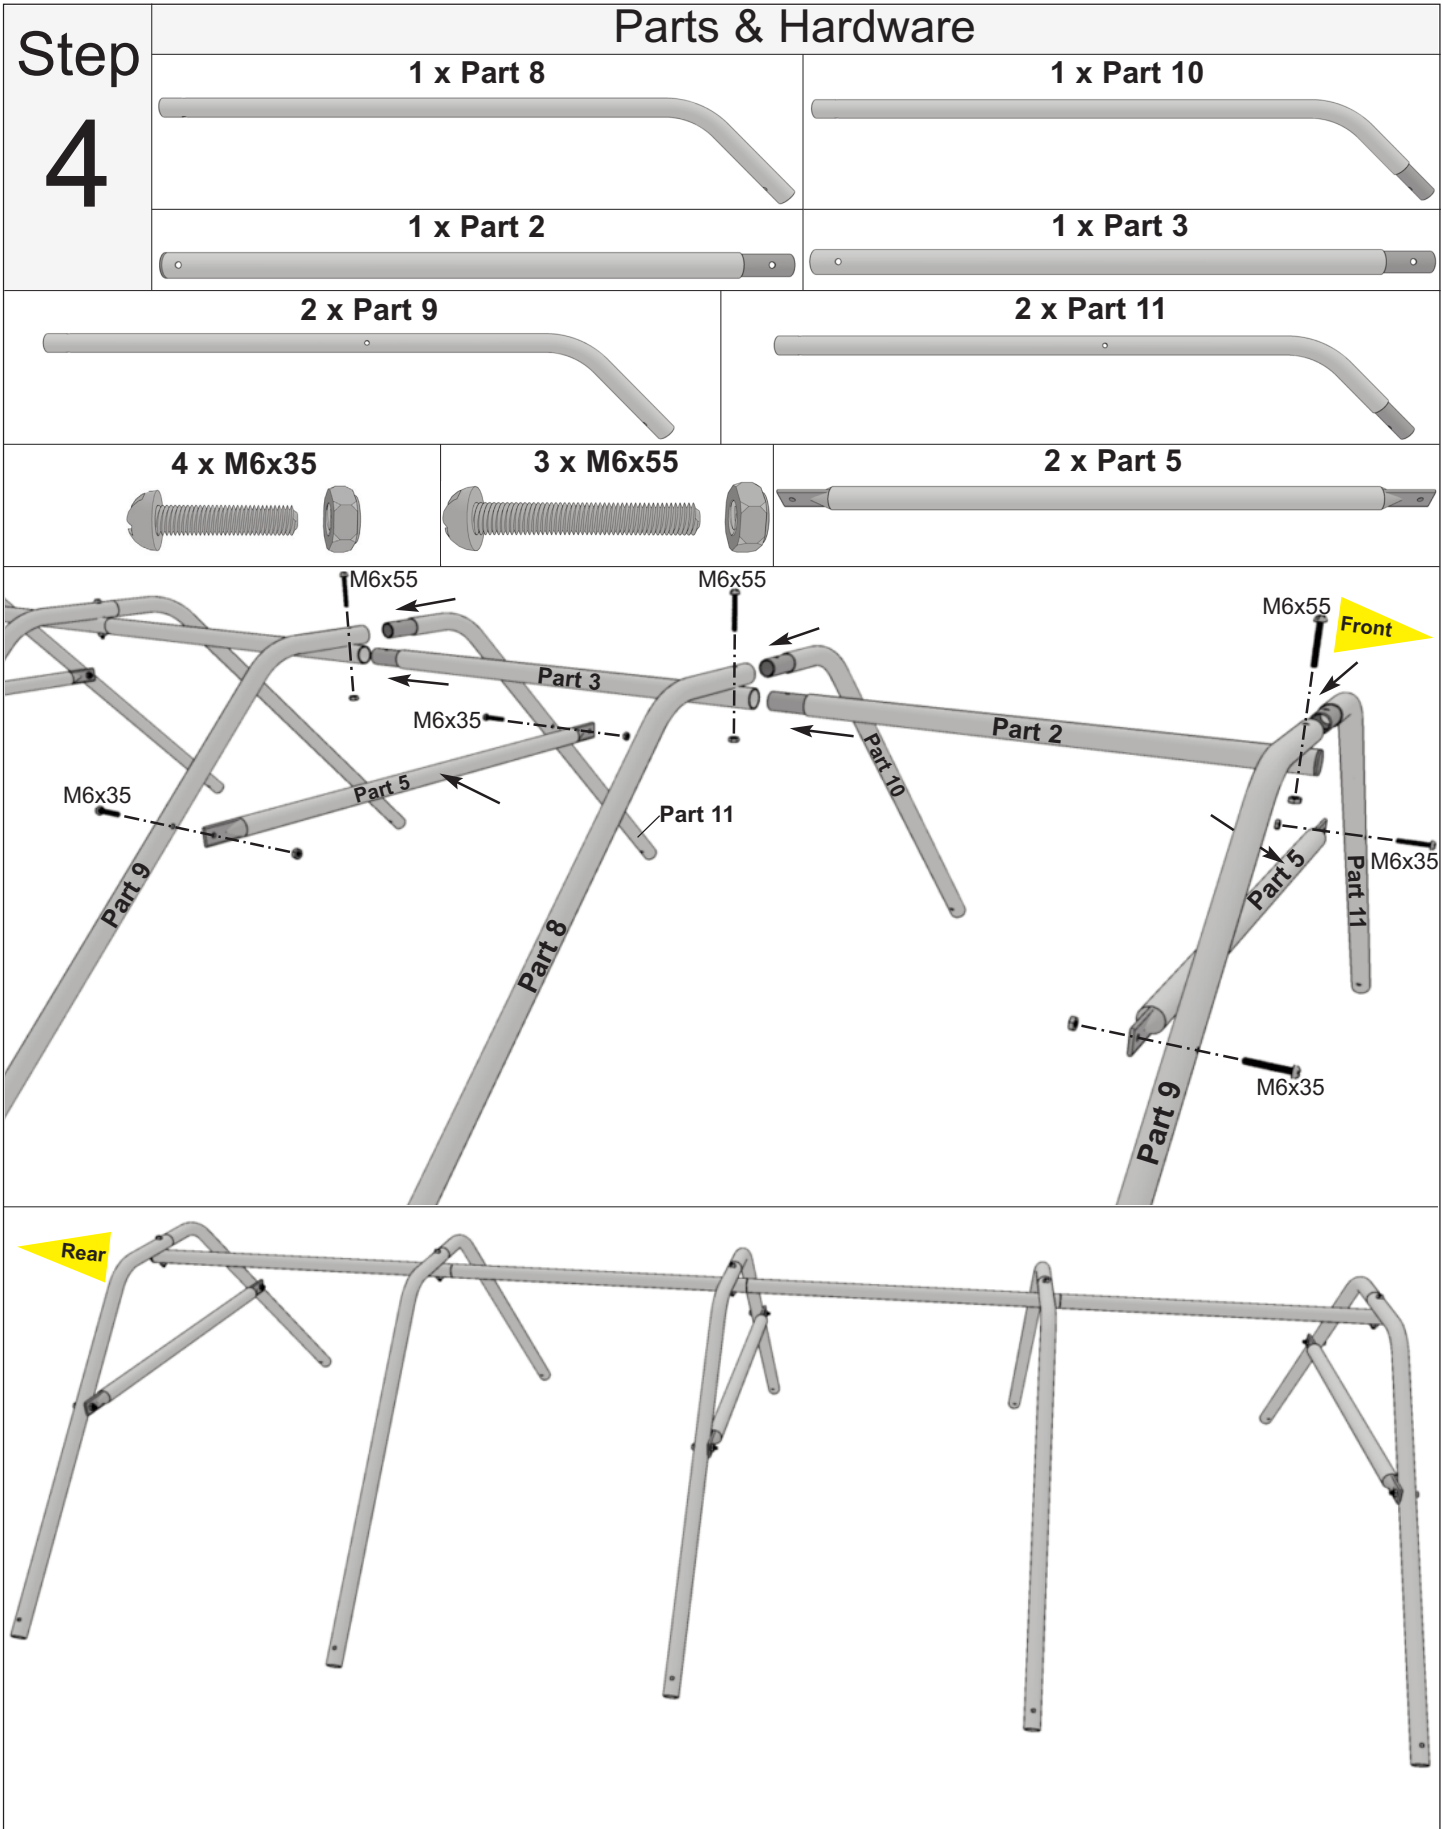 Step
4
Parts & Hardware
1 x Part 8
1 x Part 10
1 x Part 2
1 x Part 3
2 x Part 9
2 x Part 11
4 x M6x35
3 x M6x55
2 x Part 5
M6x55
M6x55
M6x55
Front
Part 3
M6x35
Part 2
Part 10
Part 5
M6x35
Part 11
M6x35
Part 5
Part 11
Part 9
Part 8
M6x35
Part 9
Rear